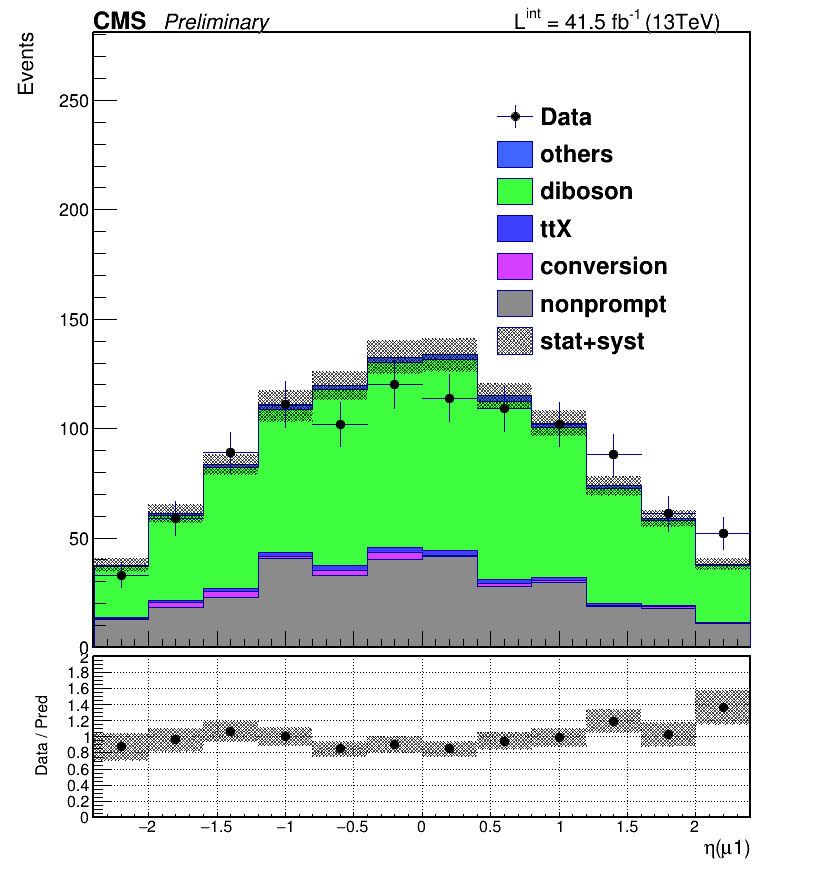 CMS Preliminary L^int = 41.5 fb^-1 (13TeV)
Events
250
200
150
100
50
0
Data
others
diboson
ttX
conversion
nonprompt
stat+syst
Data / Pred
2
1.8
1.6
1.4
1.2
1
0.8
0.6
0.4
0.2
0
−2 −1.5 −1 −0.5 0 0.5 1 1.5 2
η(μ1)